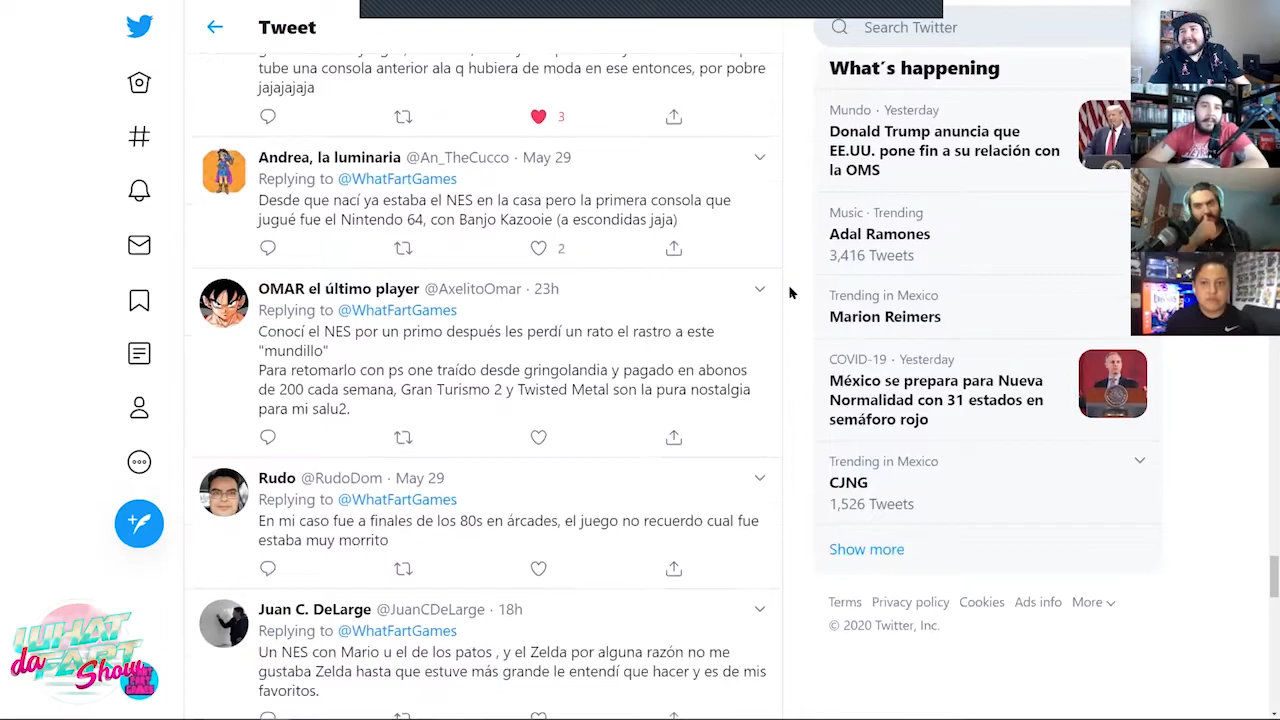 Tweet
tube una consola anterior ala q hubiera de moda en ese entonces, por pobre
jajajajaja
3
Andrea, la luminaria @An_TheCucco · May 29
Replying to @WhatFartGames
Desde que nací ya estaba el NES en la casa pero la primera consola que
jugué fue el Nintendo 64, con Banjo Kazooie (a escondidas jaja)
2
OMAR el último player @AxelitoOmar · 23h
Replying to @WhatFartGames
Conocí el NES por un primo después les perdí un rato el rastro a este
"mundillo"
Para retomarlo con ps one traído desde gringolandia y pagado en abonos
de 200 cada semana, Gran Turismo 2 y Twisted Metal son la pura nostalgia
para mi salu2.
Rudo @RudoDom · May 29
Replying to @WhatFartGames
En mi caso fue a finales de los 80s en árcades, el juego no recuerdo cual fue
estaba muy morrito
Juan C. DeLarge @JuanCDeLarge · 18h
Replying to @WhatFartGames
Un NES con Mario u el de los patos , y el Zelda por alguna razón no me
gustaba Zelda hasta que estuve más grande le entendí que hacer y es de mis
favoritos.
Search Twitter
What's happening
Mundo · Yesterday
Donald Trump anuncia que
EE.UU. pone fin a su relación con
la OMS
Music · Trending
Adal Ramones
3,416 Tweets
Trending in Mexico
Marion Reimers
COVID-19 · Yesterday
México se prepara para Nueva
Normalidad con 31 estados en
semáforo rojo
Trending in Mexico
CJNG
1,526 Tweets
Show more
Terms Privacy policy Cookies Ads info More
© 2020 Twitter, Inc.
WHAT
da FART
Show